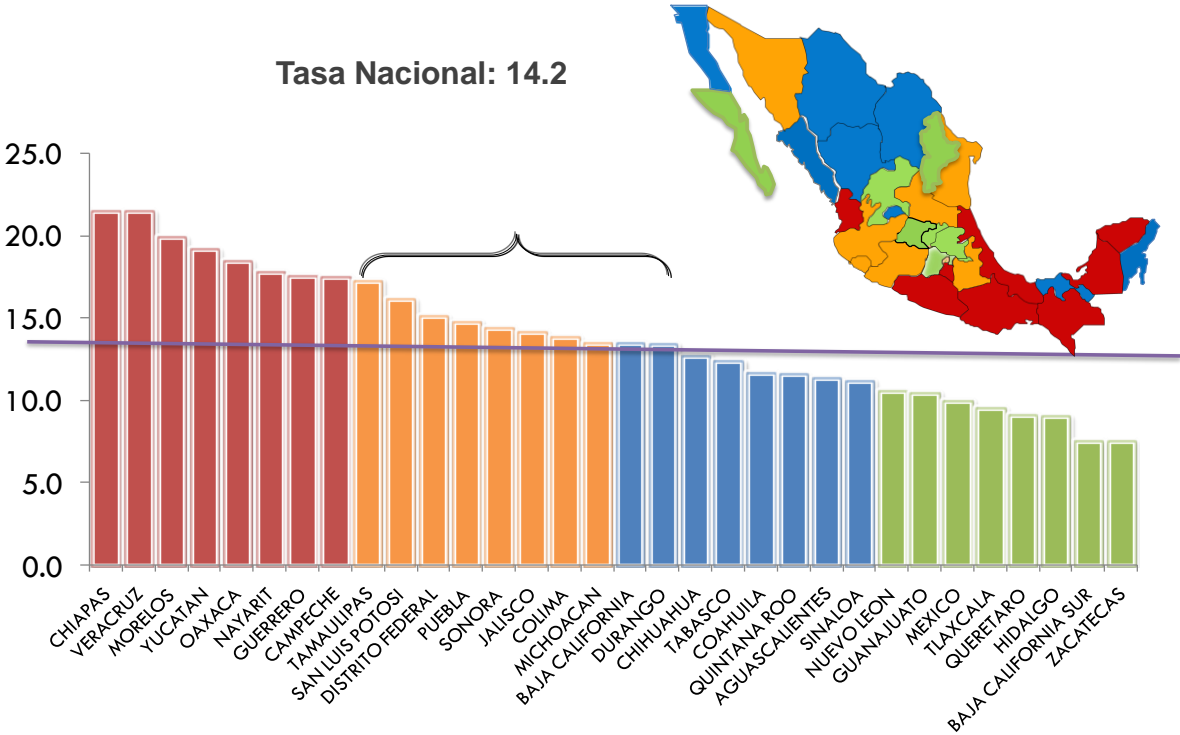 Tasa Nacional: 14.2
25.0
20.0
15.0
10.0
5.0
0.0
CHIAPAS
VERACRUZ
MORELOS
YUCATAN
OAXACA
NAYARIT
GUERRERO
CAMPECHE
TAMAULIPAS
SAN LUIS POTOSI
DISTRITO FEDERAL
PUEBLA
SONORA
JALISCO
COLIMA
MICHOACAN
BAJA CALIFORNIA
DURANGO
CHIHUAHUA
TABASCO
COAHUILA
QUINTANA ROO
AGUASCALIENTES
SINALOA
NUEVO LEON
GUANAJUATO
MEXICO
TLAXCALA
QUERETARO
HIDALGO
BAJA CALIFORNIA SUR
ZACATECAS